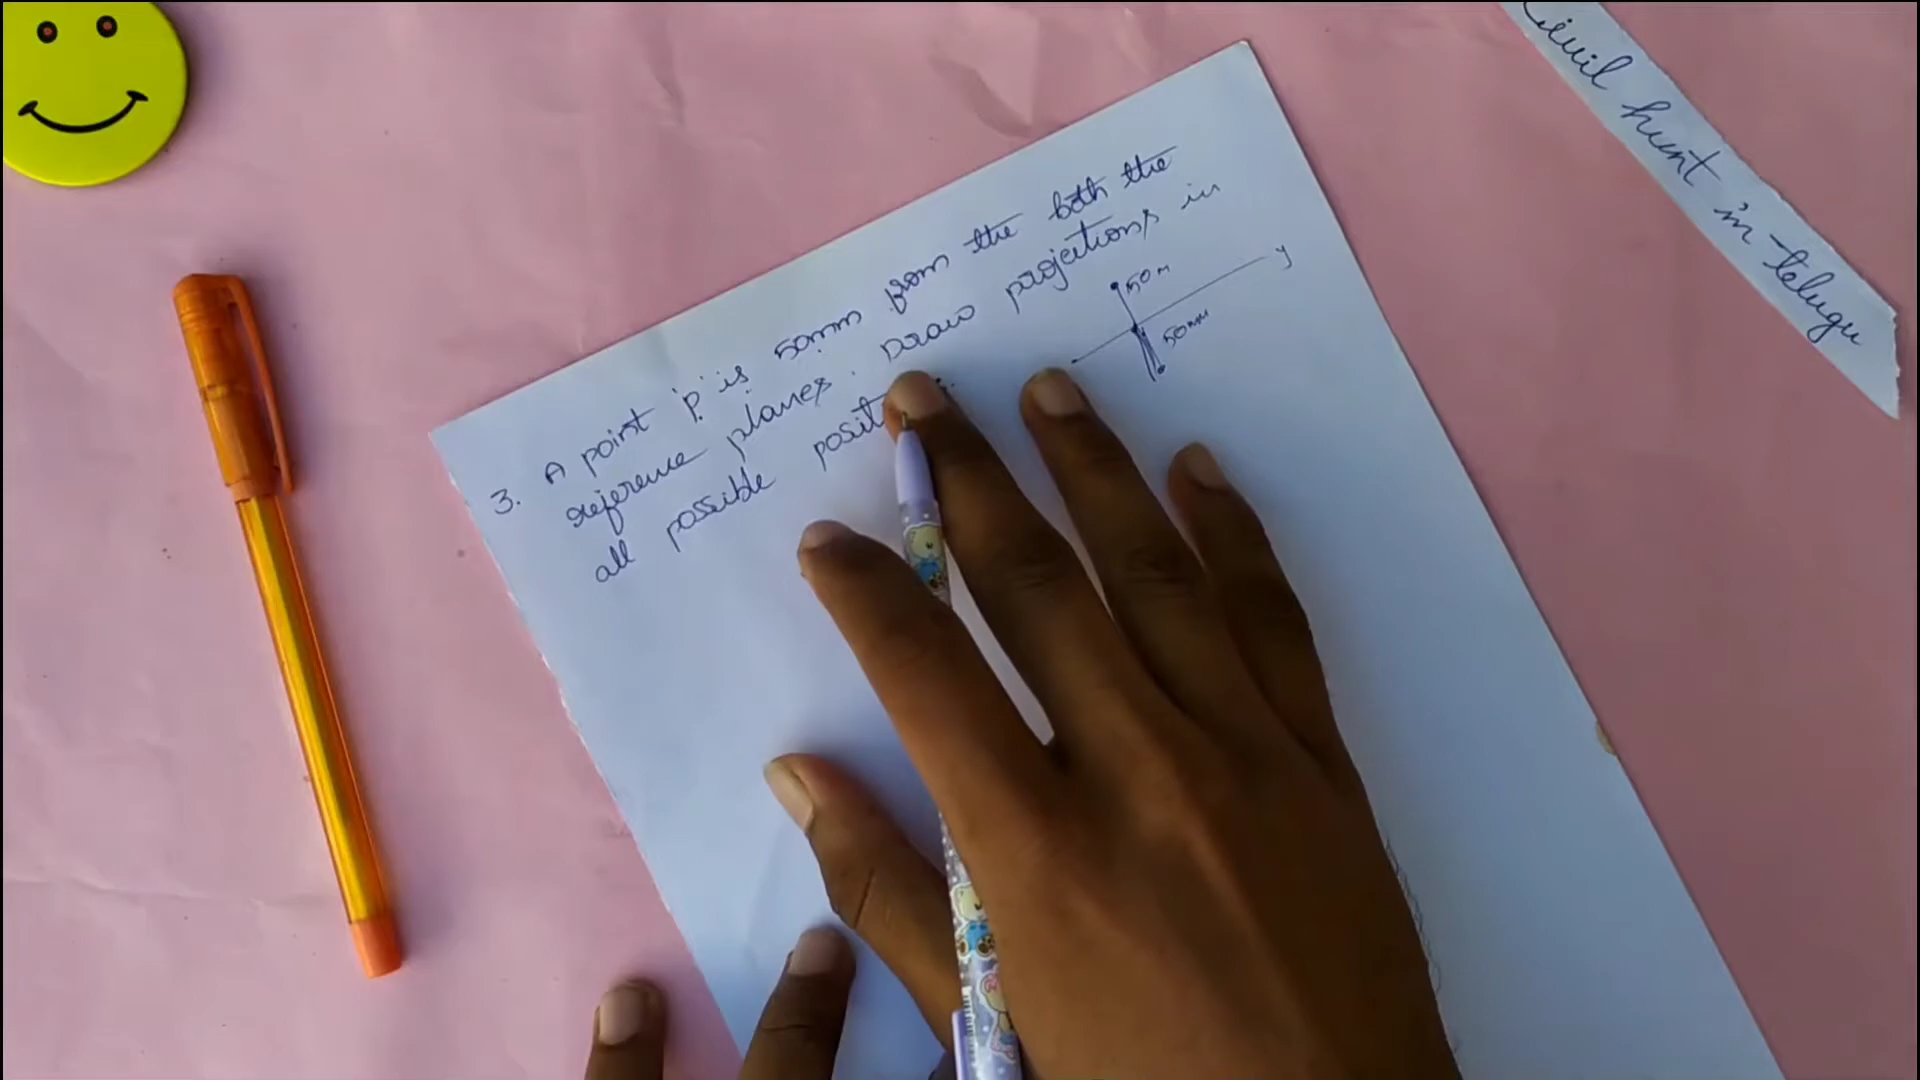 3. A point 'P' is 50mm from the both the
reference planes. Draw projections in
all possible posit
50m
y
50mm
Civil hunt in telugu